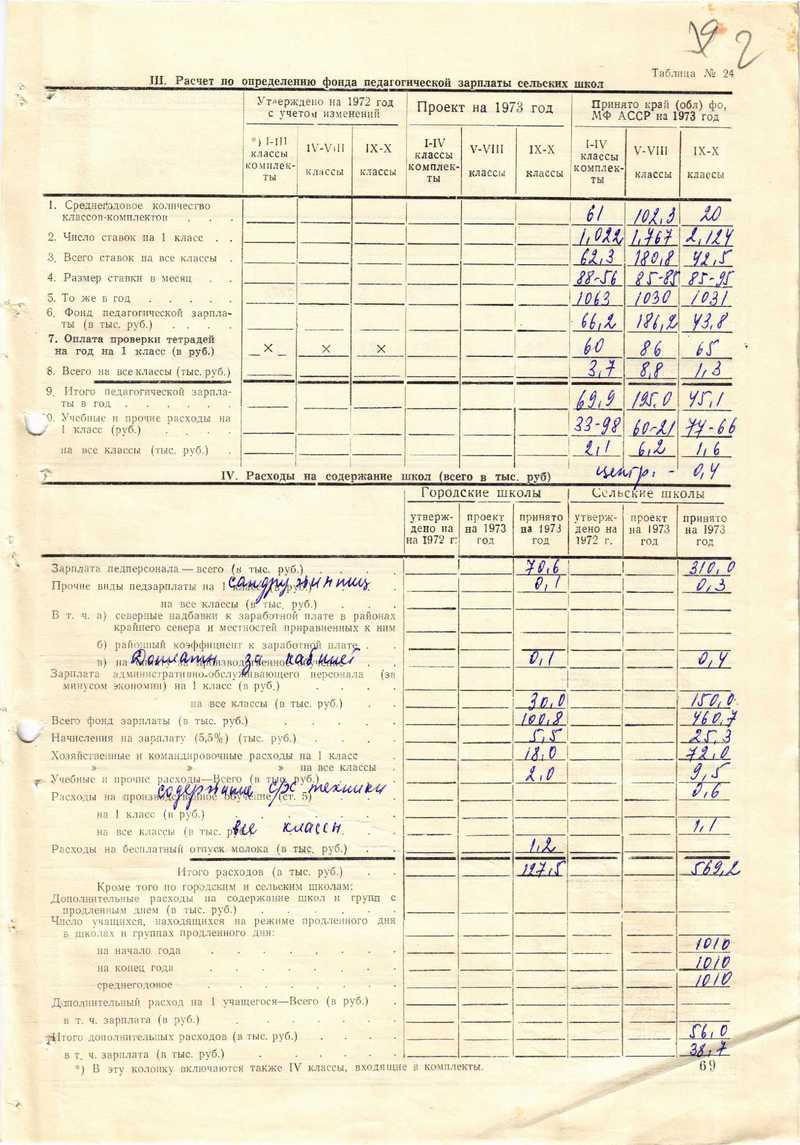 Таблица № 24
III. Расчет по определению фонда педагогической зарплаты сельских школ
Утверждено на 1972 год с учетом изменений | Проект на 1973 год | Принято край (обл) фо, МФ АССР на 1973 год
*) I-III классы комплекты | IV-VIII классы | IX-X классы | I-IV классы комплекты | V-VIII классы | IX-X классы | I-IV классы комплекты | V-VIII классы | IX-X классы
1. Среднегодовое количество
классов-комплектов . . . 61 102,3 20
2. Число ставок на 1 класс . . 1,022 1,767 2,124
3. Всего ставок на все классы . 62,3 180,8 42,5
4. Размер ставки в месяц . . 88-56 85-85 85-95
5. То же в год . . . . . 1063 1030 1031
6. Фонд педагогической зарпла-
ты (в тыс. руб.) . . . . 66,2 186,2 43,8
7. Оплата проверки тетрадей
на год на 1 класс (в руб.) × × × 60 86 65
8. Всего на все классы (тыс. руб.) 3,7 8,8 1,3
9. Итого педагогической зарпла-
ты в год . . . . . . 69,9 195,0 45,1
0. Учебные и прочие расходы на
1 класс (руб.) . . . . 33-98 60-21 77-66
на все классы (тыс. руб.) . 2,1 6,2 1,6
центр. - 0,4
IV. Расходы на содержание школ (всего в тыс. руб)
Городские школы | Сельские школы
утверждено на на 1972 г. | проект на 1973 год | принято на 1973 год | утверждено на 1972 г. | проект на 1973 год | принято на 1973 год
Зарплата педперсонала — всего (в тыс. руб.) . . . . 70,6 310,0
Прочие виды педзарплаты на 1 сандружинниц 0,1 0,3
на все классы (в тыс. руб.) . . .
В т. ч. а) северные надбавки к заработной плате в районах
крайнего севера и местностей приравненных к ним
б) районный коэффициент к заработной плате .
в) Доплаты за кабинет 0,1 0,4
Зарплата административно-обслуживающего персонала (за
минусом экономии) на 1 класс (в руб.) . . . .
на все классы (в тыс. руб.) . . 30,0 150,0
Всего фонд зарплаты (в тыс. руб.) . . . . . 100,8 460,7
Начисления на зарплату (5,5%) (тыс. руб.) . . . 5,5 25,3
Хозяйственные и командировочные расходы на 1 класс . 18,0 72,0
» » » на все классы
Учебные и прочие расходы—Всего (в тыс. руб.) . . 2,0 9,5
Расходы на производственное обучение (ст. 5) содержание с/х техники 0,6
на 1 класс (в руб.) . . . . . .
на все классы (в тыс. руб. все классы 1,1
Расходы на бесплатный отпуск молока (в тыс. руб.) . . 1,2
Итого расходов (в тыс. руб.) . . 127,5 569,2
Кроме того по городским и сельским школам:
Дополнительные расходы на содержание школ и групп с
продленным днем (в тыс. руб.) . . . . . .
Число учащихся, находящихся на режиме продленного дня
в школах и группах продленного дня:
на начало года . . . . . . . 1010
на конец года . . . . . . . 1010
среднегодовое . . . . . . . 1010
Дополнительный расход на 1 учащегося—Всего (в руб.) .
в т. ч. зарплата (в руб.) . . . . . .
Итого дополнительных расходов (в тыс. руб.) . . . . 56,0
в т. ч. зарплата (в тыс. руб.) . . . . . 38,7
*) В эту колонку включаются также IV классы, входящие в комплекты.
69